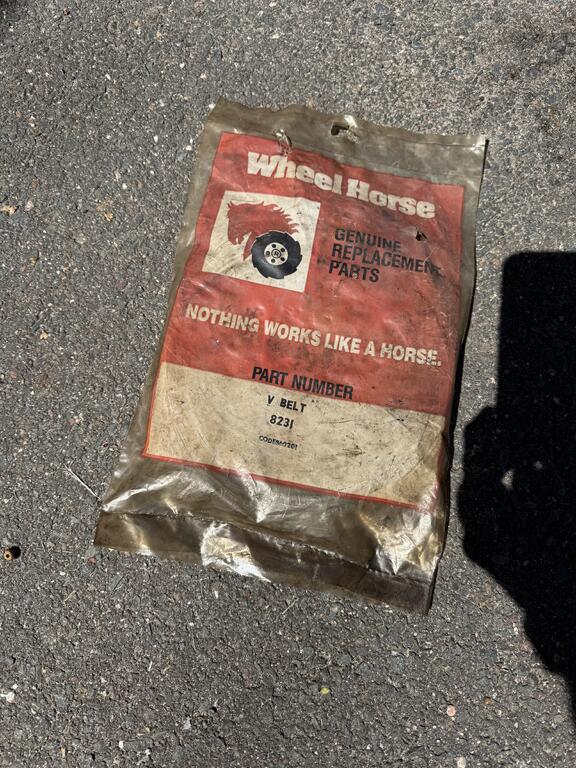 Wheel Horse
GENUINE
REPLACEMENT
PARTS
NOTHING WORKS LIKE A HORSE.
PART NUMBER
V BELT
8231